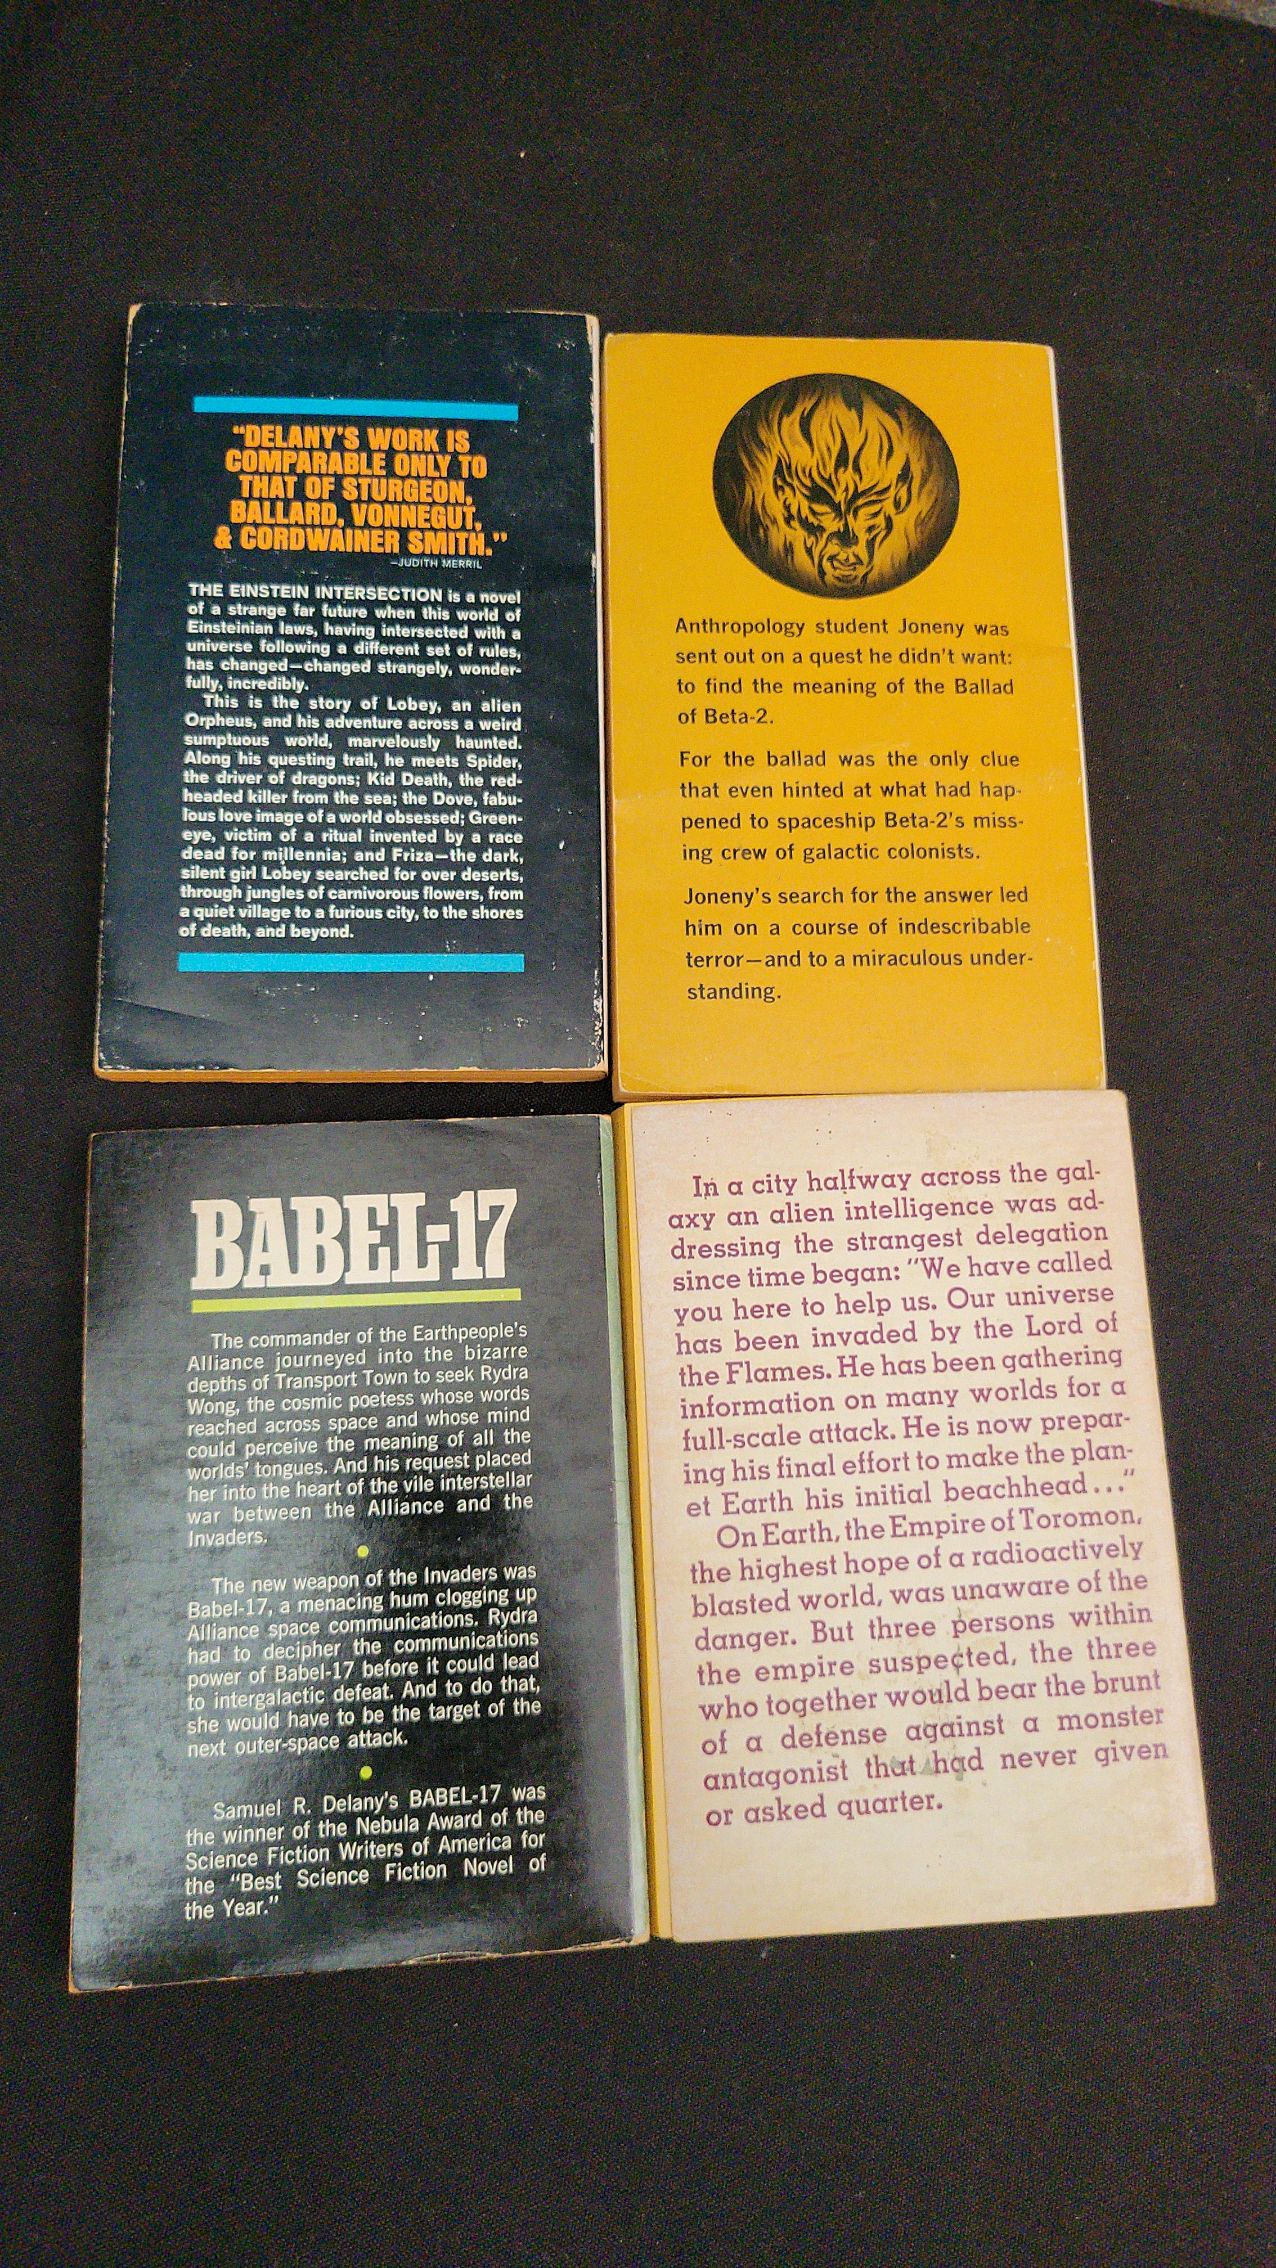 “DELANY’S WORK IS
COMPARABLE ONLY TO
THAT OF STURGEON,
BALLARD, VONNEGUT,
& CORDWAINER SMITH.”
—JUDITH MERRIL
THE EINSTEIN INTERSECTION is a novel
of a strange far future when this world of
Einsteinian laws, having intersected with a
universe following a different set of rules,
has changed—changed strangely, wonder-
fully, incredibly.
This is the story of Lobey, an alien
Orpheus, and his adventure across a weird
sumptuous world, marvelously haunted.
Along his questing trail, he meets Spider,
the driver of dragons; Kid Death, the red-
headed killer from the sea; the Dove, fabu-
lous love image of a world obsessed; Green-
eye, victim of a ritual invented by a race
dead for millennia; and Friza—the dark,
silent girl Lobey searched for over deserts,
through jungles of carnivorous flowers, from
a quiet village to a furious city, to the shores
of death, and beyond.
Anthropology student Joneny was
sent out on a quest he didn’t want:
to find the meaning of the Ballad
of Beta-2.
For the ballad was the only clue
that even hinted at what had hap-
pened to spaceship Beta-2’s miss-
ing crew of galactic colonists.
Joneny’s search for the answer led
him on a course of indescribable
terror—and to a miraculous under-
standing.
BABEL-17
The commander of the Earthpeople’s
Alliance journeyed into the bizarre
depths of Transport Town to seek Rydra
Wong, the cosmic poetess whose words
reached across space and whose mind
could perceive the meaning of all the
worlds’ tongues. And his request placed
her into the heart of the vile interstellar
war between the Alliance and the
Invaders.
The new weapon of the Invaders was
Babel-17, a menacing hum clogging up
Alliance space communications. Rydra
had to decipher the communications
power of Babel-17 before it could lead
to intergalactic defeat. And to do that,
she would have to be the target of the
next outer-space attack.
Samuel R. Delany’s BABEL-17 was
the winner of the Nebula Award of the
Science Fiction Writers of America for
the “Best Science Fiction Novel of
the Year.”
In a city halfway across the gal-
axy an alien intelligence was ad-
dressing the strangest delegation
since time began: “We have called
you here to help us. Our universe
has been invaded by the Lord of
the Flames. He has been gathering
information on many worlds for a
full-scale attack. He is now prepar-
ing his final effort to make the plan-
et Earth his initial beachhead...”
On Earth, the Empire of Toromon,
the highest hope of a radioactively
blasted world, was unaware of the
danger. But three persons within
the empire suspected, the three
who together would bear the brunt
of a defense against a monster
antagonist that had never given
or asked quarter.